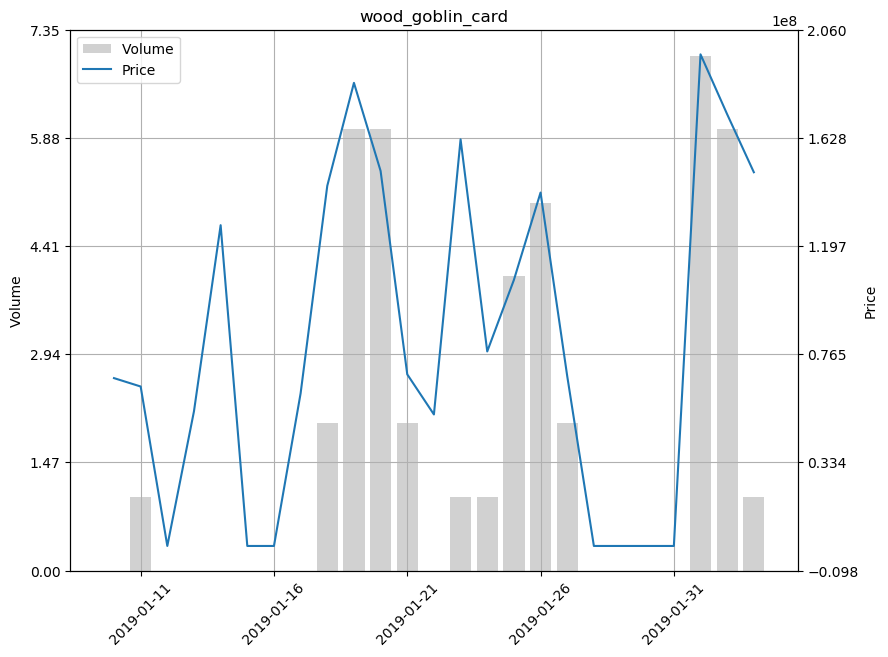 wood_goblin_card
1e8
7.35
5.88
4.41
2.94
1.47
0.00
Volume
Volume
Price
2.060
1.628
1.197
0.765
0.334
−0.098
Price
2019-01-11
2019-01-16
2019-01-21
2019-01-26
2019-01-31